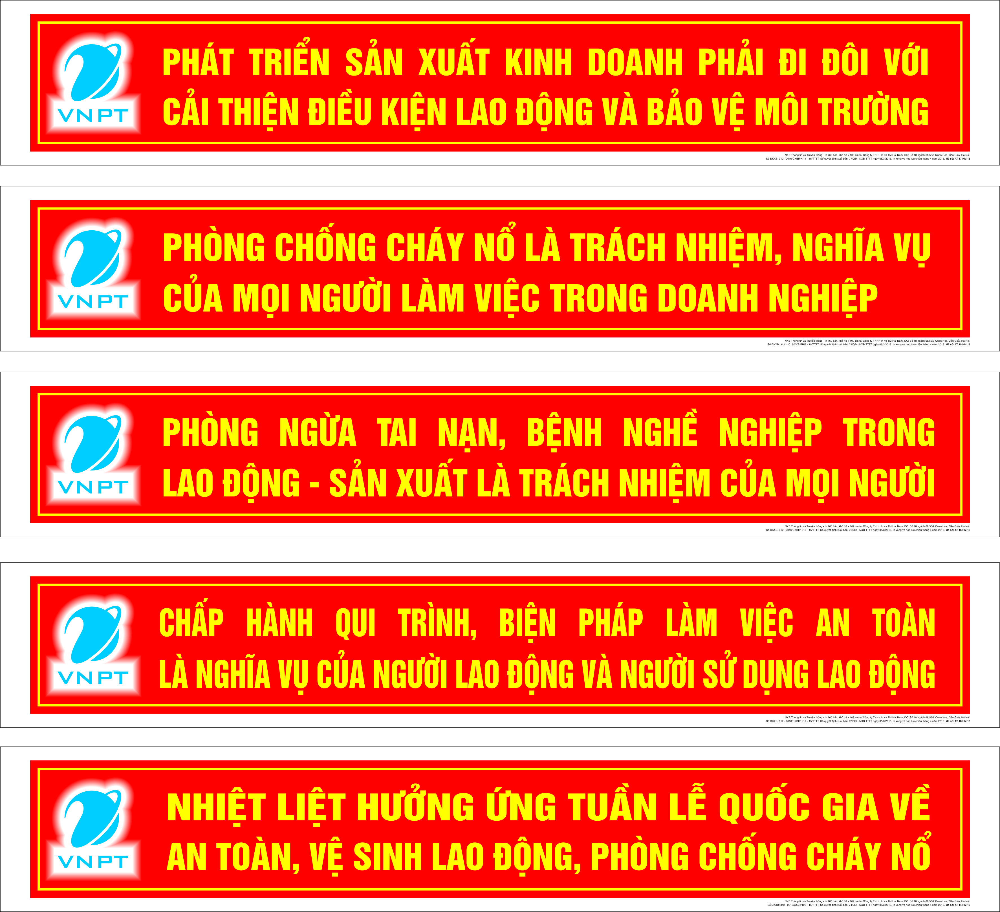 VNPT
PHÁT TRIỂN SẢN XUẤT KINH DOANH PHẢI ĐI ĐÔI VỚI
CẢI THIỆN ĐIỀU KIỆN LAO ĐỘNG VÀ BẢO VỆ MÔI TRƯỜNG
NXB Thông tin và Truyền thông - In 760 bản, khổ 18 x 109 cm tại Công ty TNHH In và TM Hải Nam, ĐC: Số 18 ngách 68/53/9 Quan Hoa, Cầu Giấy, Hà Nội.
Số ĐKXB: 312 - 2016/CXBIPH/11 - 15/TTTT. Số quyết định xuất bản: 77/QĐ - NXB TTTT ngày 05/3/2016. In xong và nộp lưu chiểu tháng 4 năm 2016. Mã số: AT 17 HM 16
VNPT
PHÒNG CHỐNG CHÁY NỔ LÀ TRÁCH NHIỆM, NGHĨA VỤ
CỦA MỌI NGƯỜI LÀM VIỆC TRONG DOANH NGHIỆP
NXB Thông tin và Truyền thông - In 760 bản, khổ 18 x 109 cm tại Công ty TNHH In và TM Hải Nam, ĐC: Số 18 ngách 68/53/9 Quan Hoa, Cầu Giấy, Hà Nội.
Số ĐKXB: 312 - 2016/CXBIPH/9 - 15/TTTT. Số quyết định xuất bản: 75/QĐ - NXB TTTT ngày 05/3/2016. In xong và nộp lưu chiểu tháng 4 năm 2016. Mã số: AT 15 HM 16
VNPT
PHÒNG NGỪA TAI NẠN, BỆNH NGHỀ NGHIỆP TRONG
LAO ĐỘNG - SẢN XUẤT LÀ TRÁCH NHIỆM CỦA MỌI NGƯỜI
NXB Thông tin và Truyền thông - In 760 bản, khổ 18 x 109 cm tại Công ty TNHH In và TM Hải Nam, ĐC: Số 18 ngách 68/53/9 Quan Hoa, Cầu Giấy, Hà Nội.
Số ĐKXB: 312 - 2016/CXBIPH/10 - 15/TTTT. Số quyết định xuất bản: 76/QĐ - NXB TTTT ngày 05/3/2016. In xong và nộp lưu chiểu tháng 4 năm 2016. Mã số: AT 16 HM 16
VNPT
CHẤP HÀNH QUI TRÌNH, BIỆN PHÁP LÀM VIỆC AN TOÀN
LÀ NGHĨA VỤ CỦA NGƯỜI LAO ĐỘNG VÀ NGƯỜI SỬ DỤNG LAO ĐỘNG
NXB Thông tin và Truyền thông - In 760 bản, khổ 18 x 109 cm tại Công ty TNHH In và TM Hải Nam, ĐC: Số 18 ngách 68/53/9 Quan Hoa, Cầu Giấy, Hà Nội.
Số ĐKXB: 312 - 2016/CXBIPH/12 - 15/TTTT. Số quyết định xuất bản: 78/QĐ - NXB TTTT ngày 05/3/2016. In xong và nộp lưu chiểu tháng 4 năm 2016. Mã số: AT 18 HM 16
VNPT
NHIỆT LIỆT HƯỞNG ỨNG TUẦN LỄ QUỐC GIA VỀ
AN TOÀN, VỆ SINH LAO ĐỘNG, PHÒNG CHỐNG CHÁY NỔ
NXB Thông tin và Truyền thông - In 760 bản, khổ 18 x 109 cm tại Công ty TNHH In và TM Hải Nam, ĐC: Số 18 ngách 68/53/9 Quan Hoa, Cầu Giấy, Hà Nội.
Số ĐKXB: 312 - 2016/CXBIPH/8 - 15/TTTT. Số quyết định xuất bản: 74/QĐ - NXB TTTT ngày 05/3/2016. In xong và nộp lưu chiểu tháng 4 năm 2016. Mã số: AT 14 HM 16